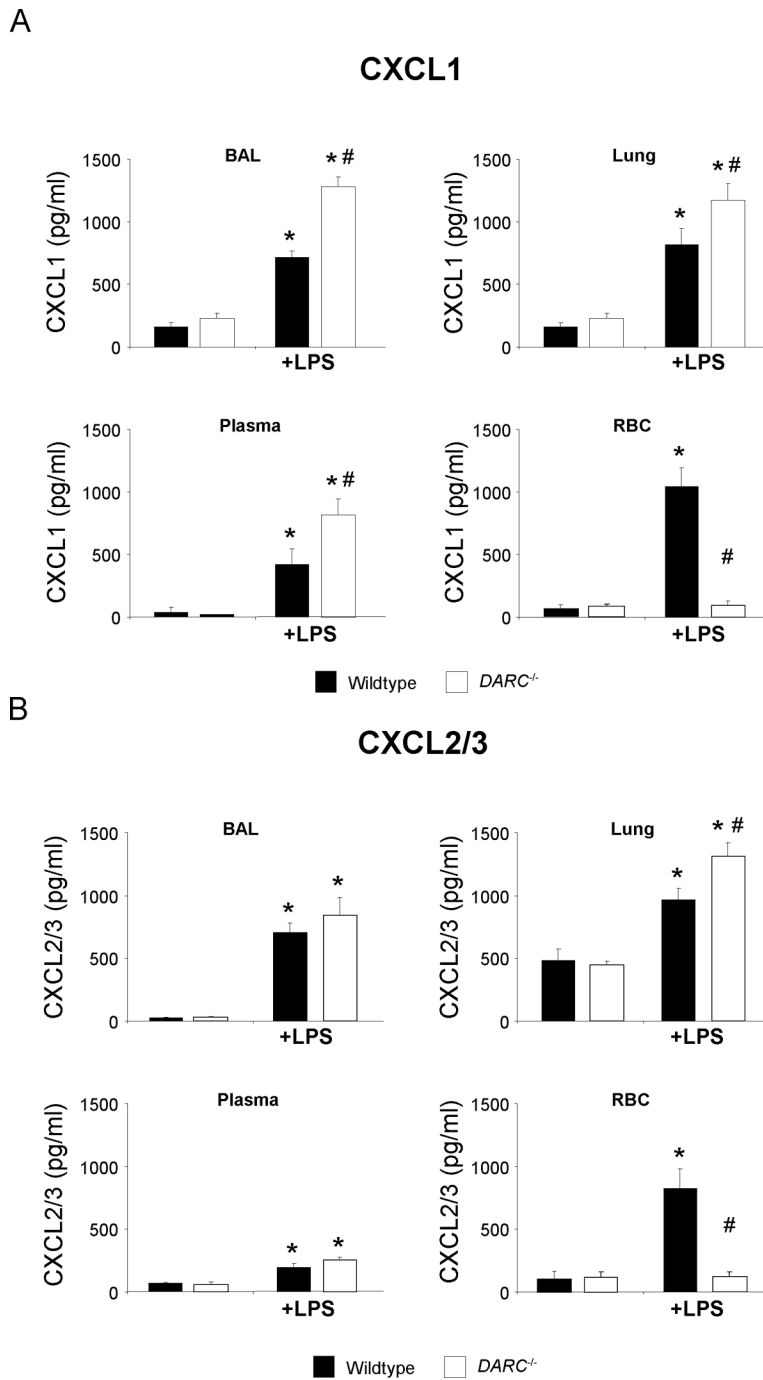 A
CXCL1
BAL
CXCL1 (pg/ml)
1500
1000
500
0
*
* #
+LPS
Lung
CXCL1 (pg/ml)
1500
1000
500
0
*
* #
+LPS
Plasma
CXCL1 (pg/ml)
1500
1000
500
0
*
* #
+LPS
RBC
CXCL1 (pg/ml)
1500
1000
500
0
*
#
+LPS
Wildtype DARC-/-
B
CXCL2/3
BAL
CXCL2/3 (pg/ml)
1500
1000
500
0
*
*
+LPS
Lung
CXCL2/3 (pg/ml)
1500
1000
500
0
*
* #
+LPS
Plasma
CXCL2/3 (pg/ml)
1500
1000
500
0
*
*
+LPS
RBC
CXCL2/3 (pg/ml)
1500
1000
500
0
*
#
+LPS
Wildtype DARC-/-